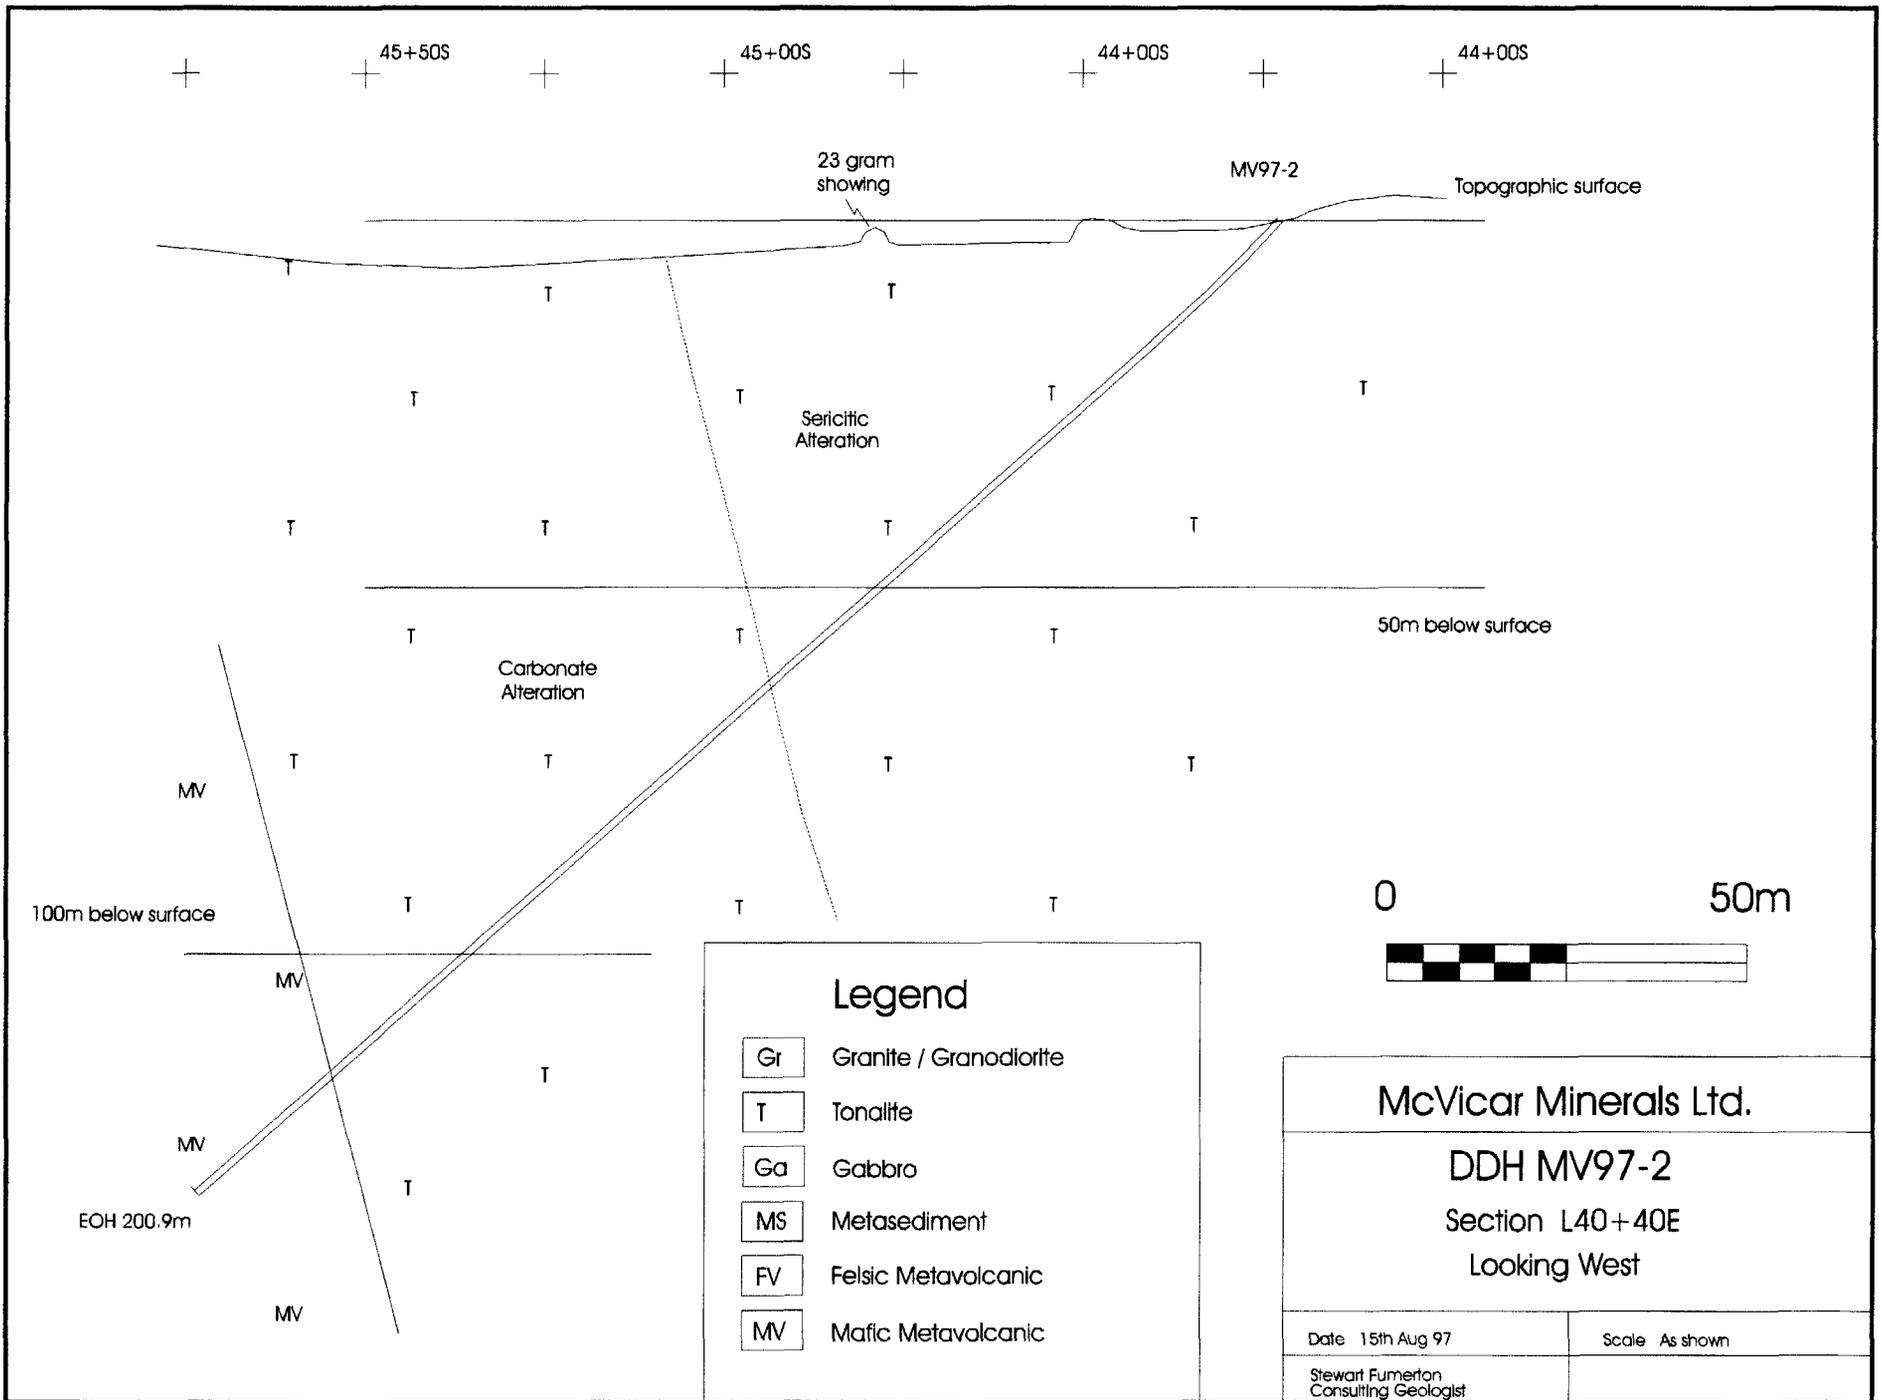 45+50S 45+00S 44+00S 44+00S
23 gram
showing
MV97-2
Topographic surface
T
T T
T T T T
Sericitic
Alteration
T T T T
50m below surface
T T T
Carbonate
Alteration
T T T T
MV
0 50m
T T T
100m below surface
MV
T
MV
T
EOH 200.9m
MV
Legend
Gr Granite / Granodiorite
T Tonalite
Ga Gabbro
MS Metasediment
FV Felsic Metavolcanic
MV Mafic Metavolcanic
McVicar Minerals Ltd.
DDH MV97-2
Section L40+40E
Looking West
Date 15th Aug 97 Scale As shown
Stewart Fumerton
Consulting Geologist